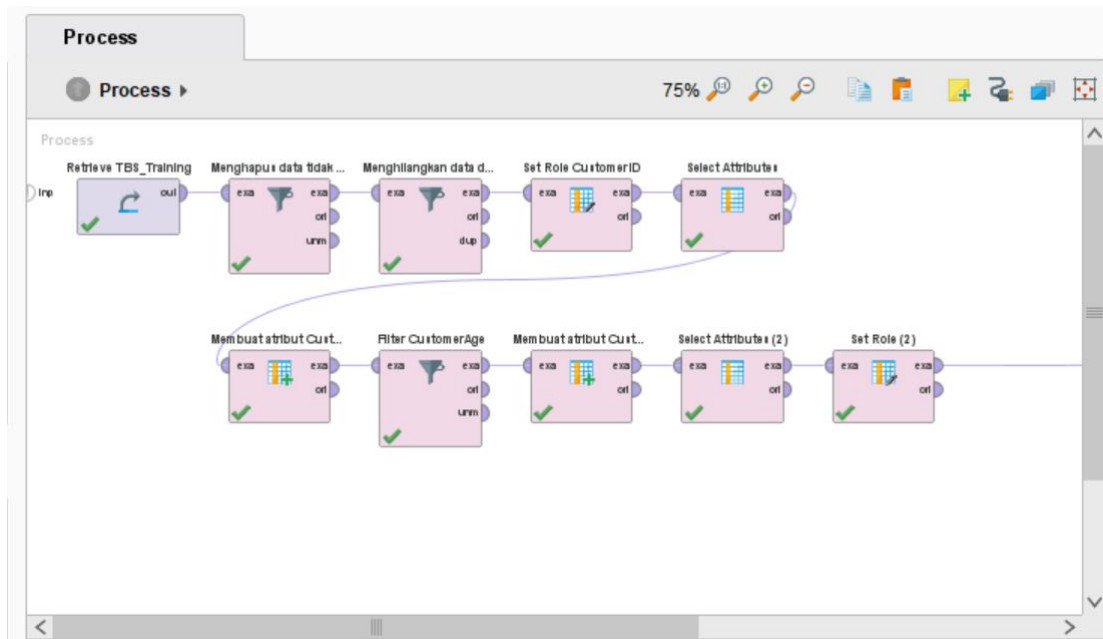 Process
Process
75%
Process
Retrieve TBS_Training
Menghapus data tidak ...
Menghilangkan data d...
Set Role CustomerID
Select Attributes
inp
out
exa
exa
ori
unm
exa
exa
ori
dup
exa
exa
ori
exa
exa
ori
Membuat atribut Cust...
Filter CustomerAge
Membuat atribut Cust...
Select Attributes (2)
Set Role (2)
exa
exa
ori
exa
exa
ori
unm
exa
exa
ori
exa
exa
ori
exa
exa
ori